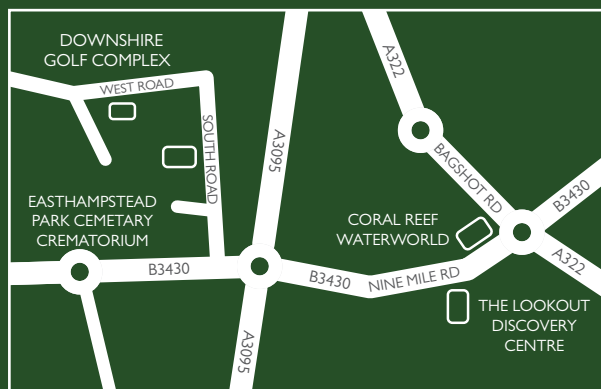 DOWNSHIRE
GOLF COMPLEX
WEST ROAD
SOUTH ROAD
A3095
A322
BAGSHOT RD
B3430
EASTHAMPSTEAD
PARK CEMETARY
CREMATORIUM
CORAL REEF
WATERWORLD
A322
B3430
B3430
NINE MILE RD
THE LOOKOUT
DISCOVERY
CENTRE
A3095